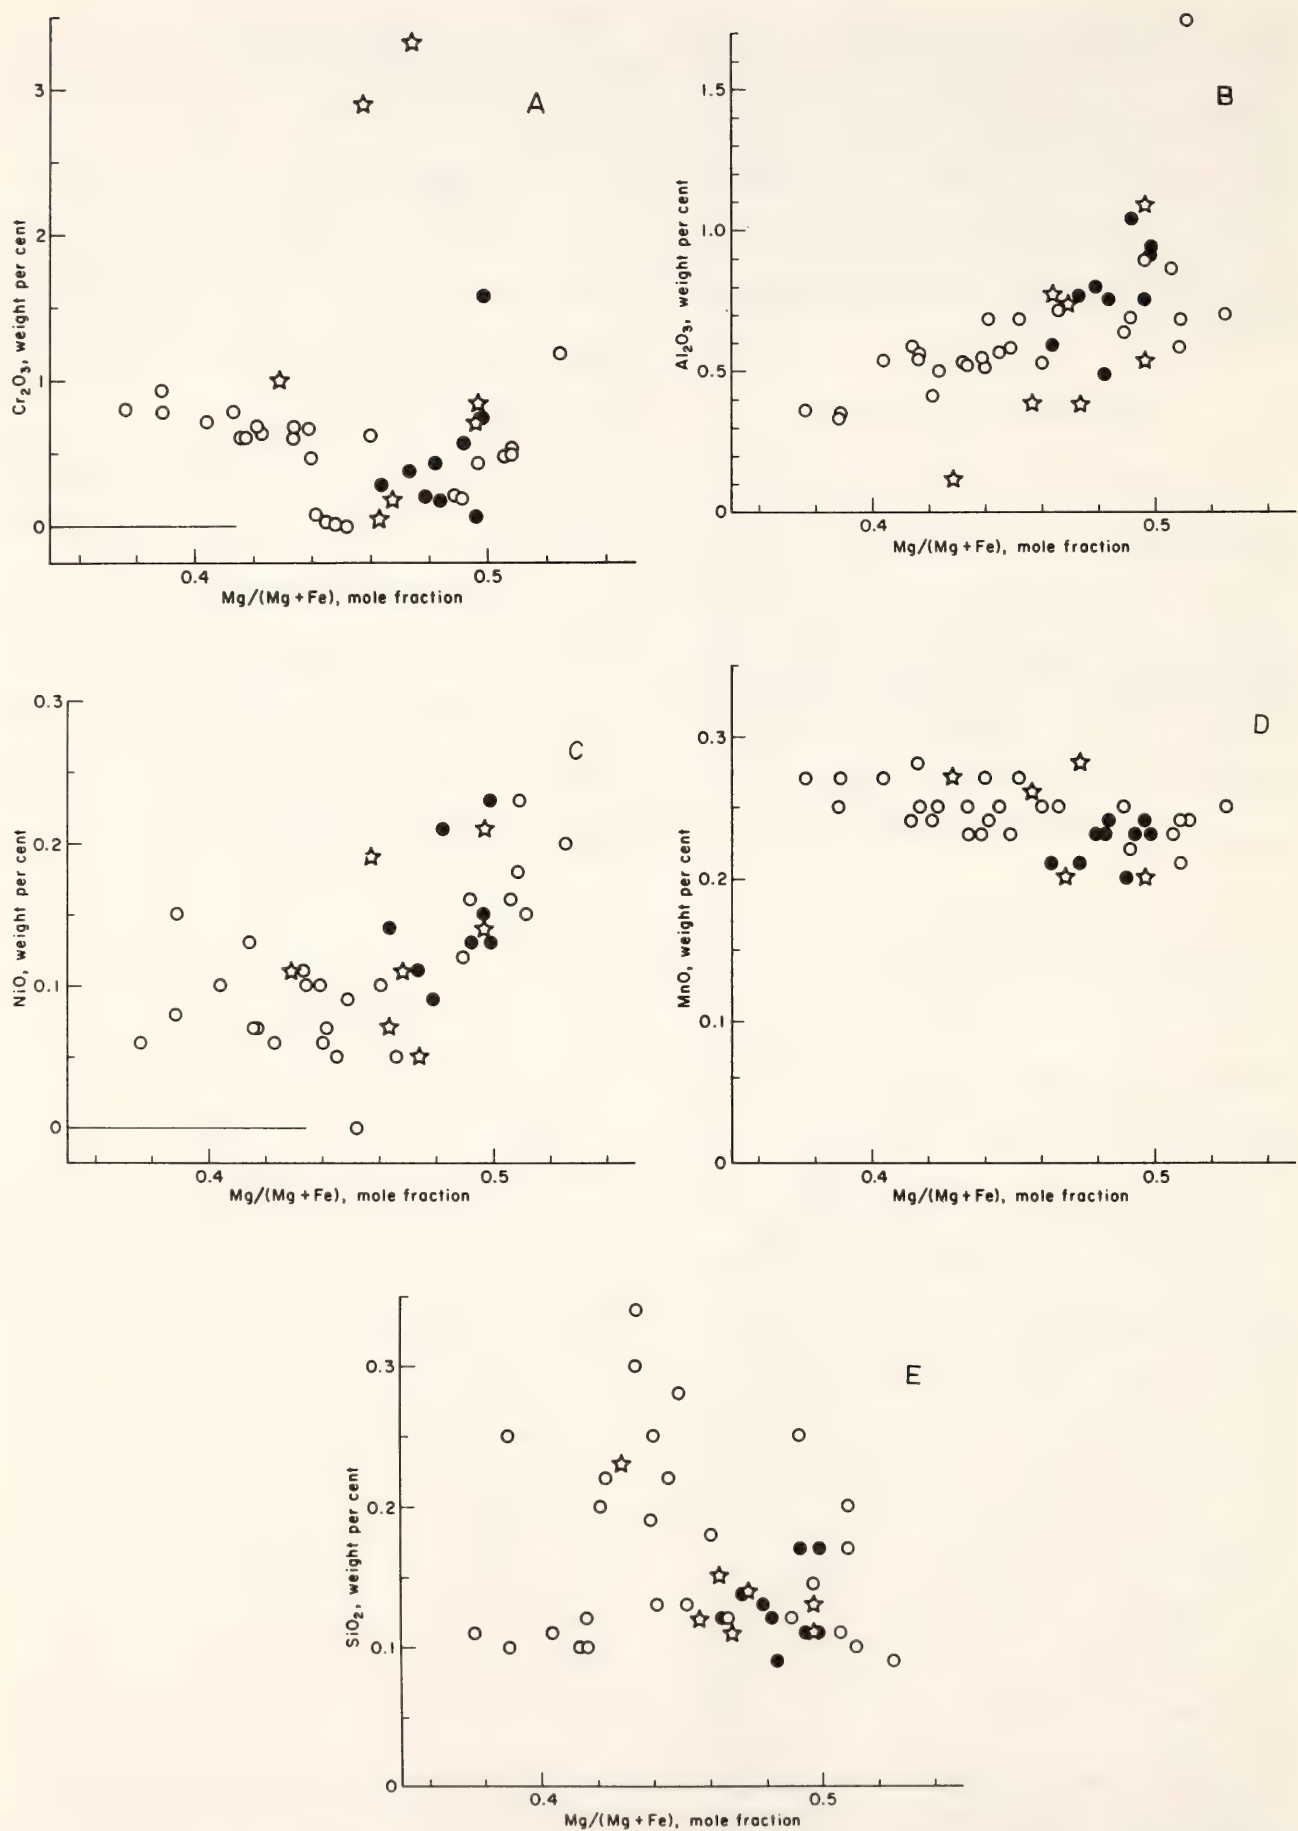 A
3
2
1
0
Cr2O3, weight per cent
0.4 0.5
Mg/(Mg+Fe), mole fraction
B
1.5
1.0
0.5
0
Al2O3, weight per cent
0.4 0.5
Mg/(Mg+Fe), mole fraction
C
0.3
0.2
0.1
0
NiO, weight per cent
0.4 0.5
Mg/(Mg+Fe), mole fraction
D
0.3
0.2
0.1
0
MnO, weight per cent
0.4 0.5
Mg/(Mg+Fe), mole fraction
E
0.3
0.2
0.1
0
SiO2, weight per cent
0.4 0.5
Mg/(Mg+Fe), mole fraction